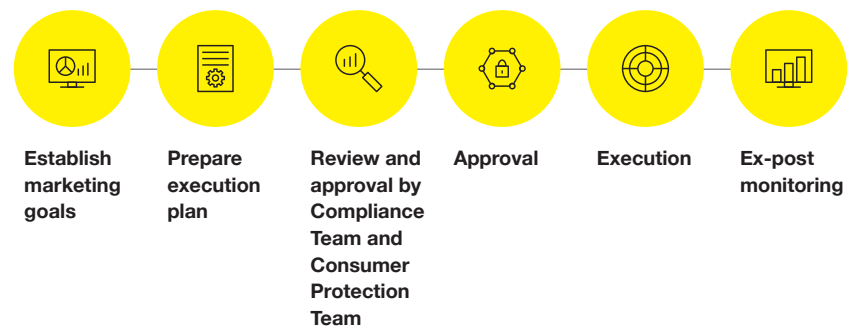 Establish
marketing
goals
Prepare
execution
plan
Review and
approval by
Compliance
Team and
Consumer
Protection
Team
Approval
Execution
Ex-post
monitoring